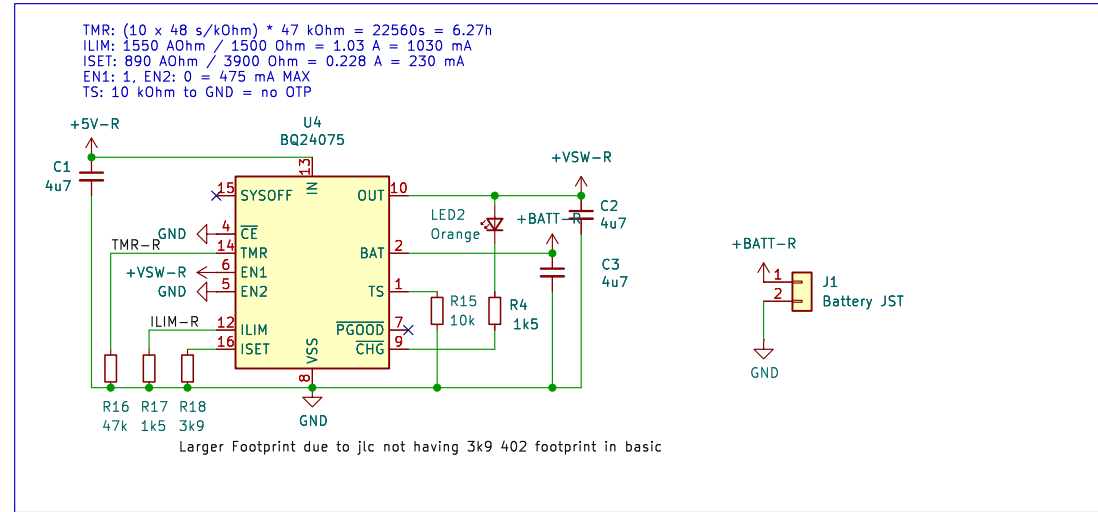 TMR: (10 x 48 s/kOhm) * 47 kOhm = 22560s = 6.27h
ILIM: 1550 AOhm / 1500 Ohm = 1.03 A = 1030 mA
ISET: 890 AOhm / 3900 Ohm = 0.228 A = 230 mA
EN1: 1, EN2: 0 = 475 mA MAX
TS: 10 kOhm to GND = no OTP
+5V-R
U4
BQ24075
C1
4u7
13
IN
+VSW-R
15
SYSOFF
OUT
10
C2
4u7
LED2
Orange
+BATT-R
GND
4
CE
TMR-R
14
TMR
BAT
2
+VSW-R
6
EN1
C3
4u7
GND
5
EN2
TS
1
R15
10k
R4
1k5
ILIM-R
12
ILIM
PGOOD
7
16
ISET
CHG
9
VSS
8
R16
47k
R17
1k5
R18
3k9
GND
Larger Footprint due to jlc not having 3k9 402 footprint in basic
+BATT-R
1
2
J1
Battery JST
GND